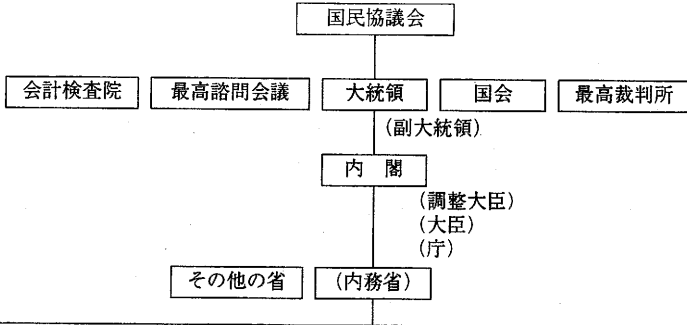 国民協議会
会計検査院 最高諮問会議 大統領 国会 最高裁判所
(副大統領)
内 閣
(調整大臣)
(大臣)
(庁)
その他の省 (内務省)